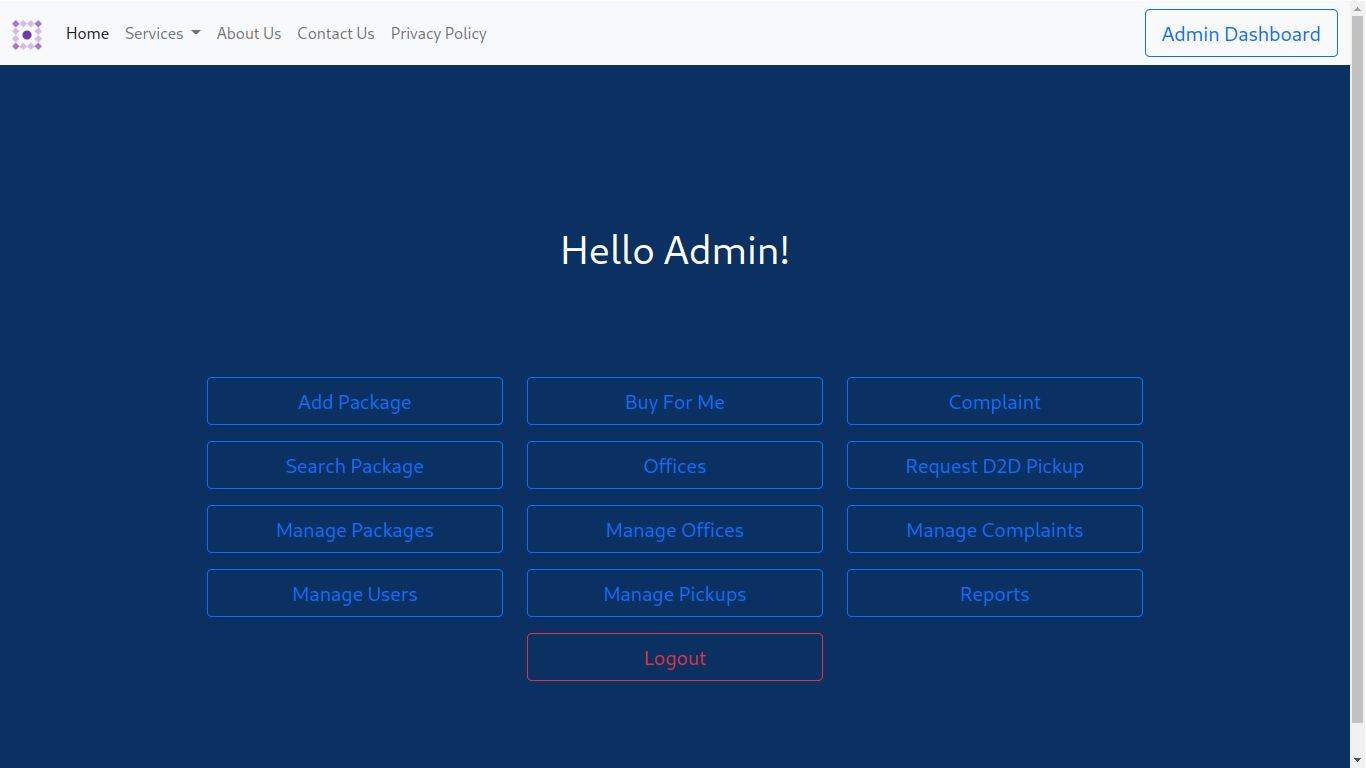 Home Services About Us Contact Us Privacy Policy Admin Dashboard
Hello Admin!
Add Package Buy For Me Complaint
Search Package Offices Request D2D Pickup
Manage Packages Manage Offices Manage Complaints
Manage Users Manage Pickups Reports
Logout